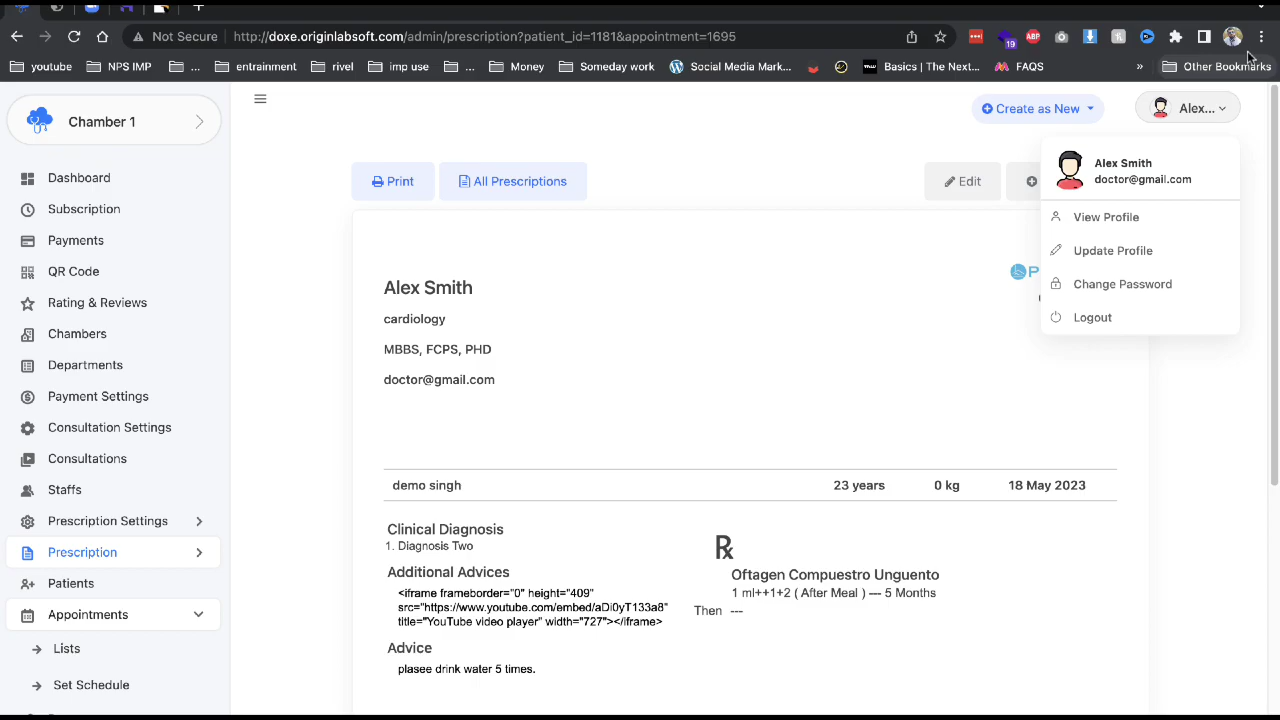 Not Secure http://doxe.originlabsoft.com/admin/prescription?patient_id=1181&appointment=1695
ABP
19
youtube NPS IMP ... entrainment rivel imp use ... Money Someday work Social Media Mark... Basics | The Next... FAQS » Other Bookmarks
Chamber 1
Create as New
Alex...
Dashboard
Subscription
Payments
QR Code
Rating & Reviews
Chambers
Departments
Payment Settings
Consultation Settings
Consultations
Staffs
Prescription Settings
Prescription
Patients
Appointments
Lists
Set Schedule
Print
All Prescriptions
Edit
Alex Smith
doctor@gmail.com
View Profile
Update Profile
Change Password
Logout
Alex Smith
P
cardiology
MBBS, FCPS, PHD
doctor@gmail.com
demo singh 23 years 0 kg 18 May 2023
Clinical Diagnosis
1. Diagnosis Two
Additional Advices
<iframe frameborder="0" height="409"
src="https://www.youtube.com/embed/aDi0yT133a8"
title="YouTube video player" width="727"></iframe>
Advice
plasee drink water 5 times.
℞
Oftagen Compuestro Unguento
1 ml++1+2 ( After Meal ) --- 5 Months
Then ---